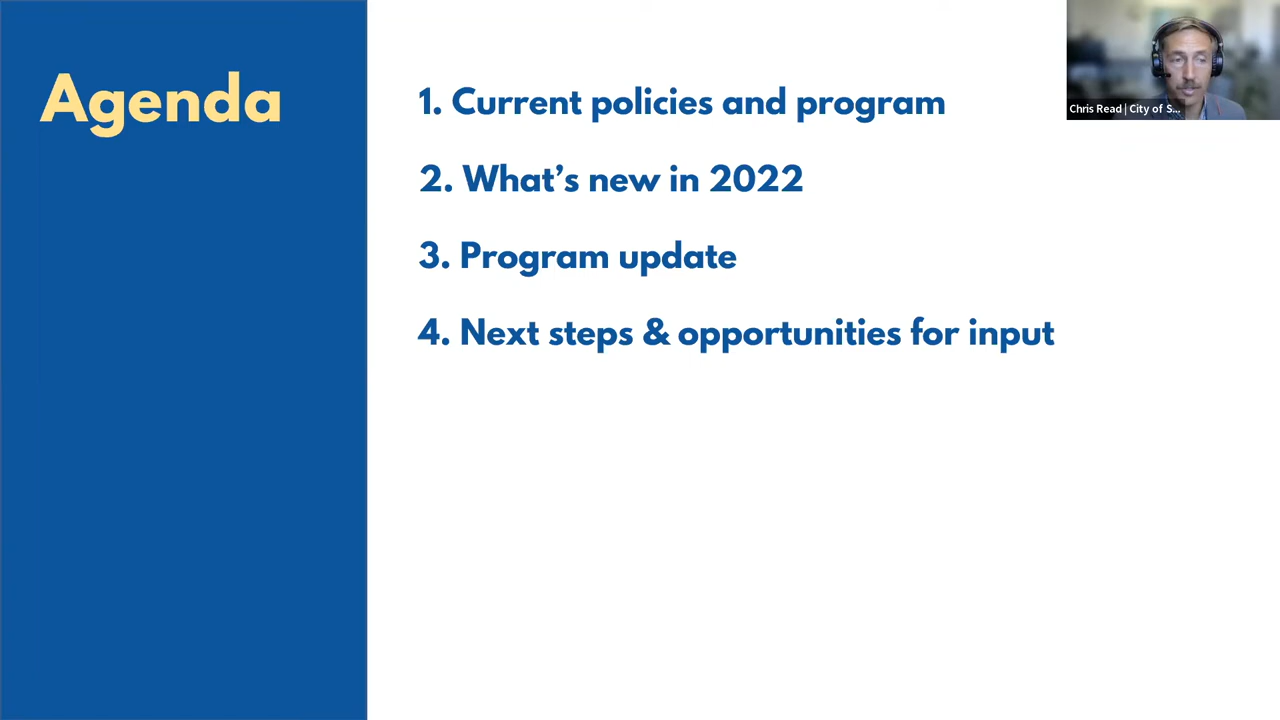 Agenda
1. Current policies and program
2. What’s new in 2022
3. Program update
4. Next steps & opportunities for input
Chris Read | City of S...